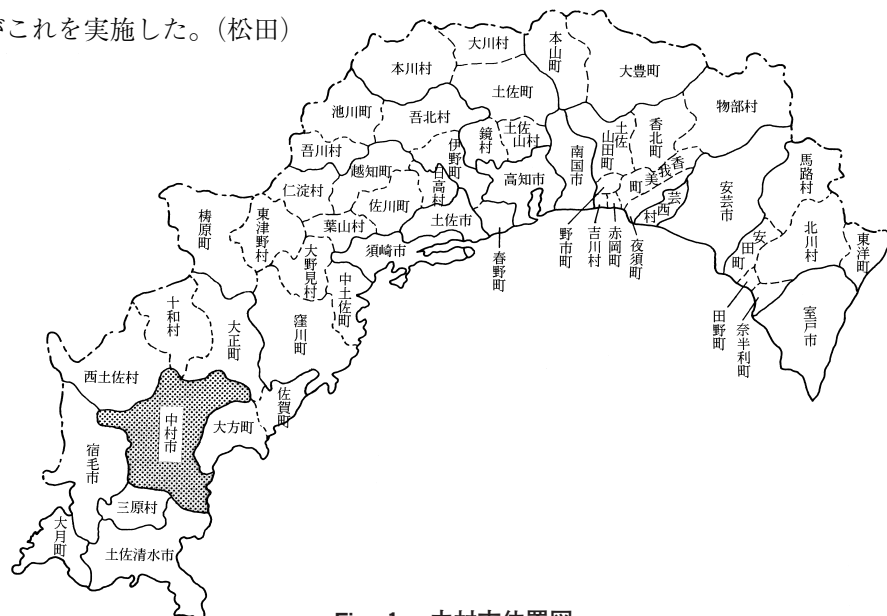 がこれを実施した。（松田）
大川村
本山町
大豊町
本川村
土佐町
物部村
池川町
吾北村
鏡村
土佐山村
土佐山田町
香北町
吾川村
伊野町
南国市
香我美町
馬路村
越知町
日高村
高知市
仁淀村
佐川町
安芸市
芸西村
梼原町
東津野村
葉山村
土佐市
北川村
東洋町
大野見村
須崎市
春野町
野市町
吉川村
赤岡町
夜須町
安田町
中土佐町
十和村
大正町
窪川町
田野町
奈半利町
室戸市
西土佐村
佐賀町
中村市
大方町
宿毛市
三原村
大月町
土佐清水市